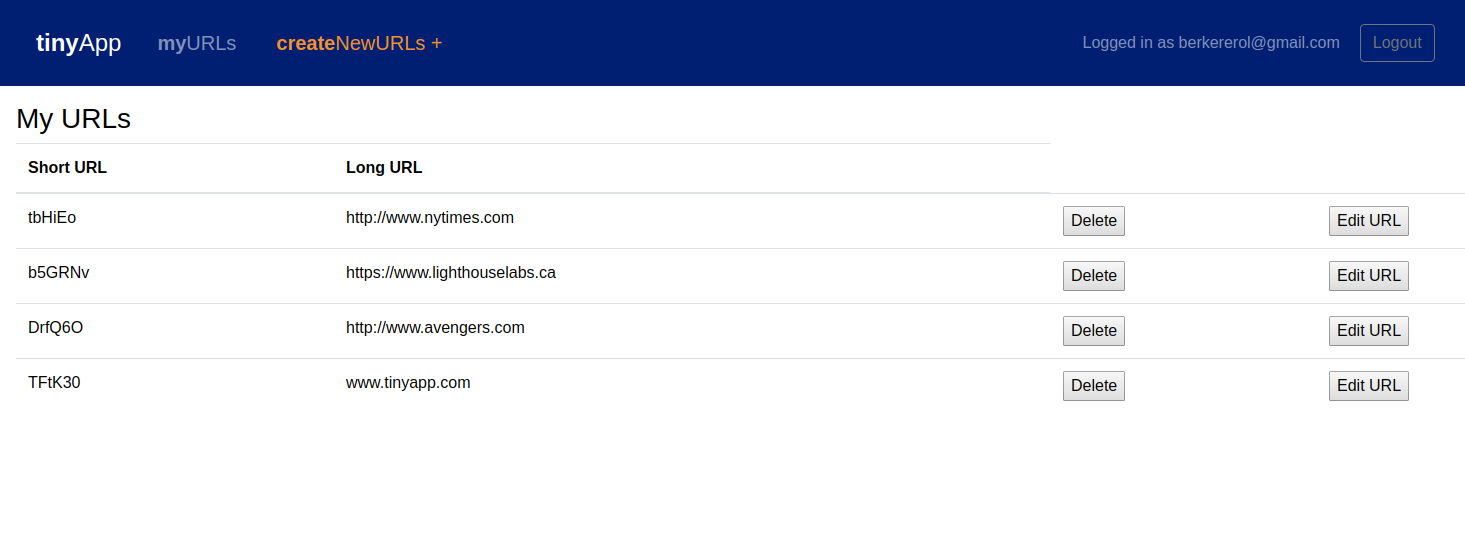 tinyApp myURLs createNewURLs + Logged in as berkererol@gmail.com Logout
My URLs
Short URL Long URL
tbHiEo http://www.nytimes.com Delete Edit URL
b5GRNv https://www.lighthouselabs.ca Delete Edit URL
DrfQ6O http://www.avengers.com Delete Edit URL
TFtK30 www.tinyapp.com Delete Edit URL